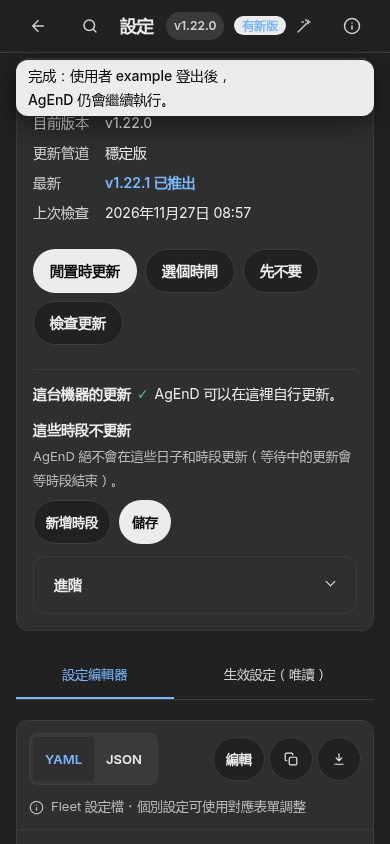 設定 v1.22.0 有新版
完成：使用者 example 登出後，
AgEnD 仍會繼續執行。
目前版本 v1.22.0
更新管道 穩定版
最新 v1.22.1 已推出
上次檢查 2026年11月27日 08:57
閒置時更新 選個時間 先不要
檢查更新
這台機器的更新 ✓ AgEnD 可以在這裡自行更新。
這些時段不更新
AgEnD 絕不會在這些日子和時段更新（等待中的更新會
等時段結束）。
新增時段 儲存
進階
設定編輯器 生效設定（唯讀）
YAML JSON 編輯
Fleet 設定檔・個別設定可使用對應表單調整